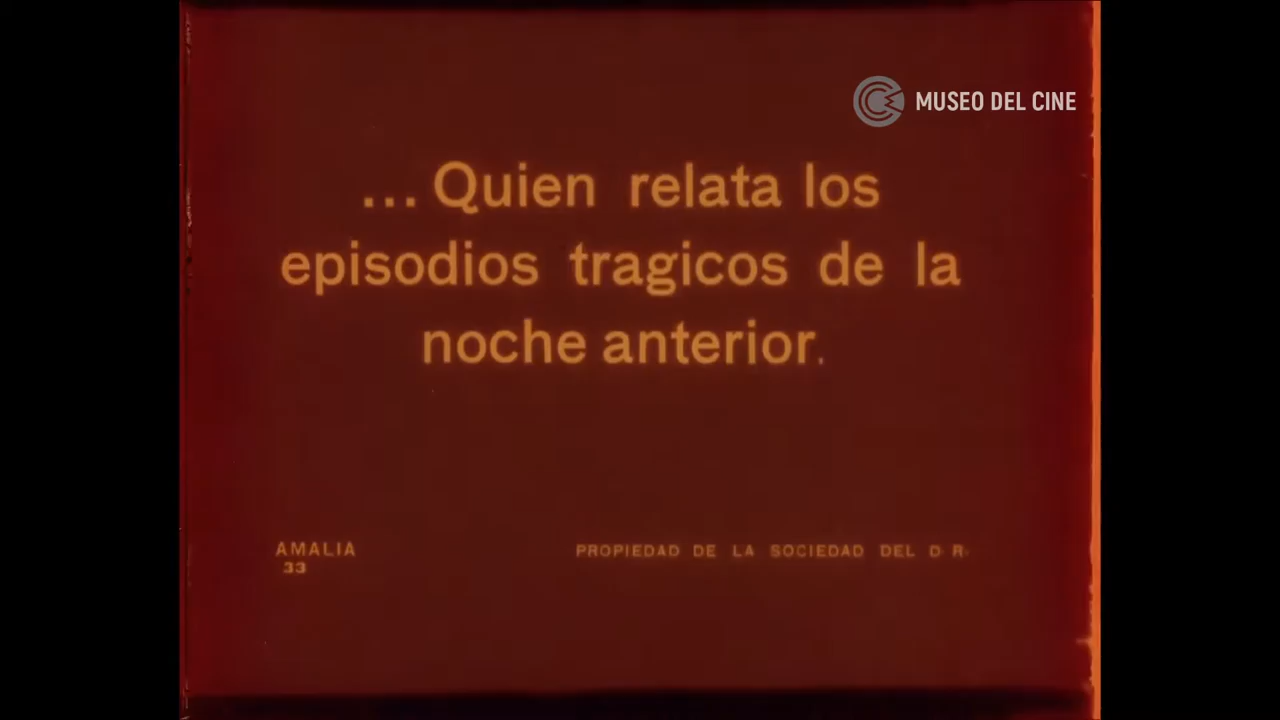 MUSEO DEL CINE
... Quien relata los
episodios tragicos de la
noche anterior.
AMALIA
33
PROPIEDAD DE LA SOCIEDAD DEL D. R.